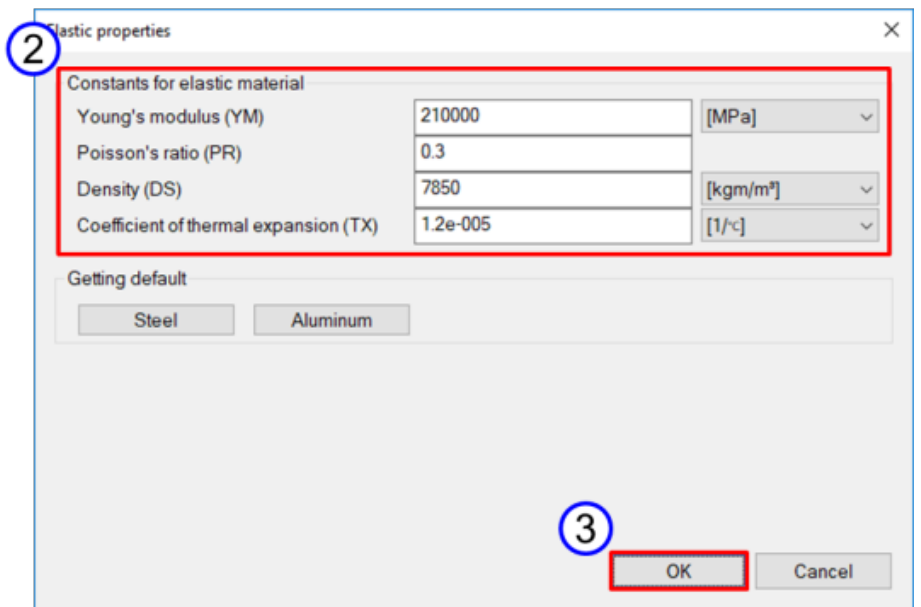 2
Elastic properties
Constants for elastic material
Young's modulus (YM) 210000 [MPa]
Poisson's ratio (PR) 0.3
Density (DS) 7850 [kgm/m³]
Coefficient of thermal expansion (TX) 1.2e-005 [1/℃]
Getting default
Steel Aluminum
3
OK Cancel